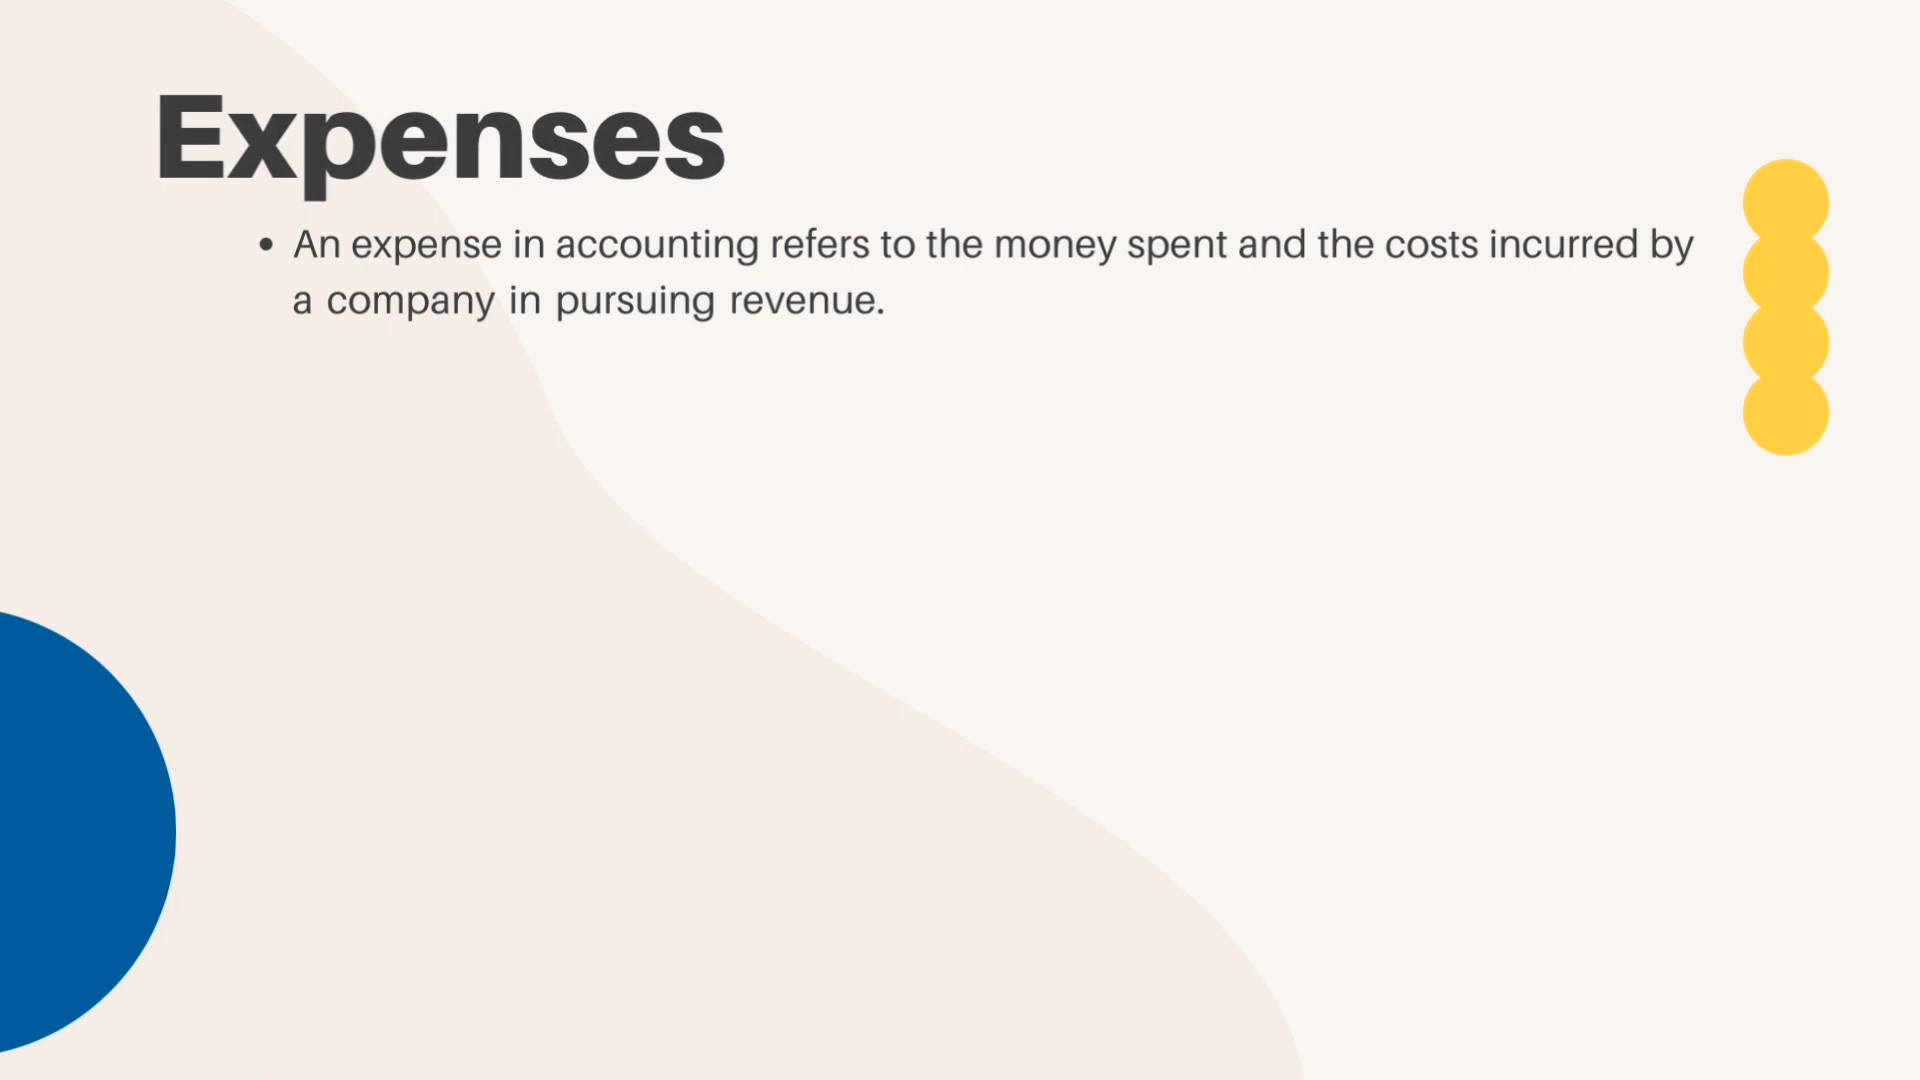 Expenses
• An expense in accounting refers to the money spent and the costs incurred by
a company in pursuing revenue.